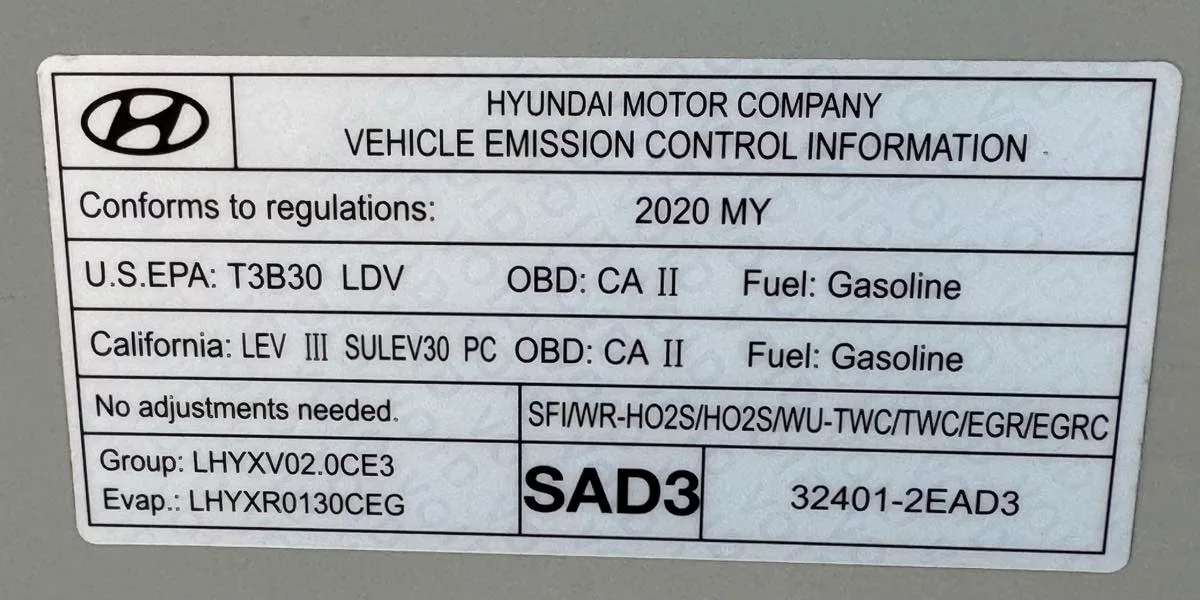 HYUNDAI MOTOR COMPANY
VEHICLE EMISSION CONTROL INFORMATION
Conforms to regulations: 2020 MY
U.S.EPA: T3B30 LDV OBD: CA II Fuel: Gasoline
California: LEV III SULEV30 PC OBD: CA II Fuel: Gasoline
No adjustments needed.
SFI/WR-HO2S/HO2S/WU-TWC/TWC/EGR/EGRC
Group: LHYXV02.0CE3
Evap.: LHYXR0130CEG
SAD3
32401-2EAD3